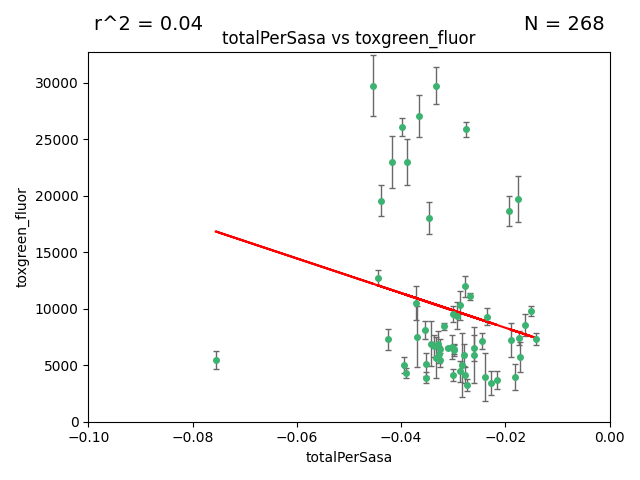 r^2 = 0.04
N = 268
totalPerSasa vs toxgreen_fluor
30000
25000
20000
15000
10000
5000
0
toxgreen_fluor
−0.10
−0.08
−0.06
−0.04
−0.02
0.00
totalPerSasa